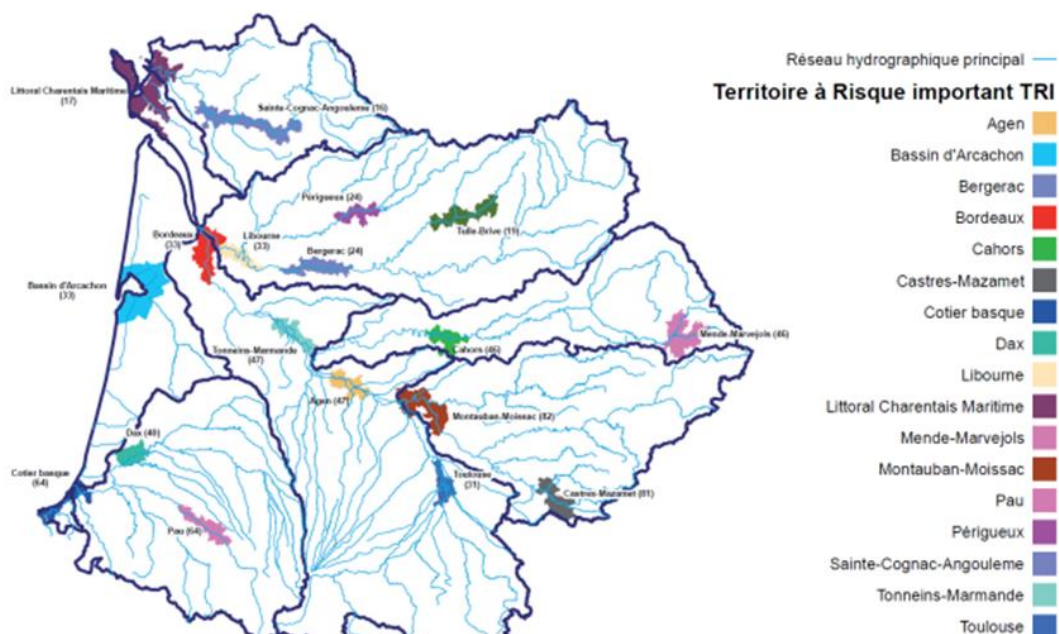 Littoral Charentais Maritime
(17)
Sainte-Cognac-Angouleme (16)
Périgueux (24)
Tulle-Brive (19)
Bordeaux
(33)
Libourne
(33)
Bergerac (24)
Bassin d'Arcachon
(33)
Tonneins-Marmande
(47)
Cahors (46)
Mende-Marvejols (46)
Agen (47)
Montauban-Moissac (82)
Dax (40)
Toulouse
(31)
Castres-Mazamet (81)
Cotier basque
(64)
Pau (64)
Réseau hydrographique principal
Territoire à Risque important TRI
Agen
Bassin d'Arcachon
Bergerac
Bordeaux
Cahors
Castres-Mazamet
Cotier basque
Dax
Libourne
Littoral Charentais Maritime
Mende-Marvejols
Montauban-Moissac
Pau
Périgueux
Sainte-Cognac-Angouleme
Tonneins-Marmande
Toulouse